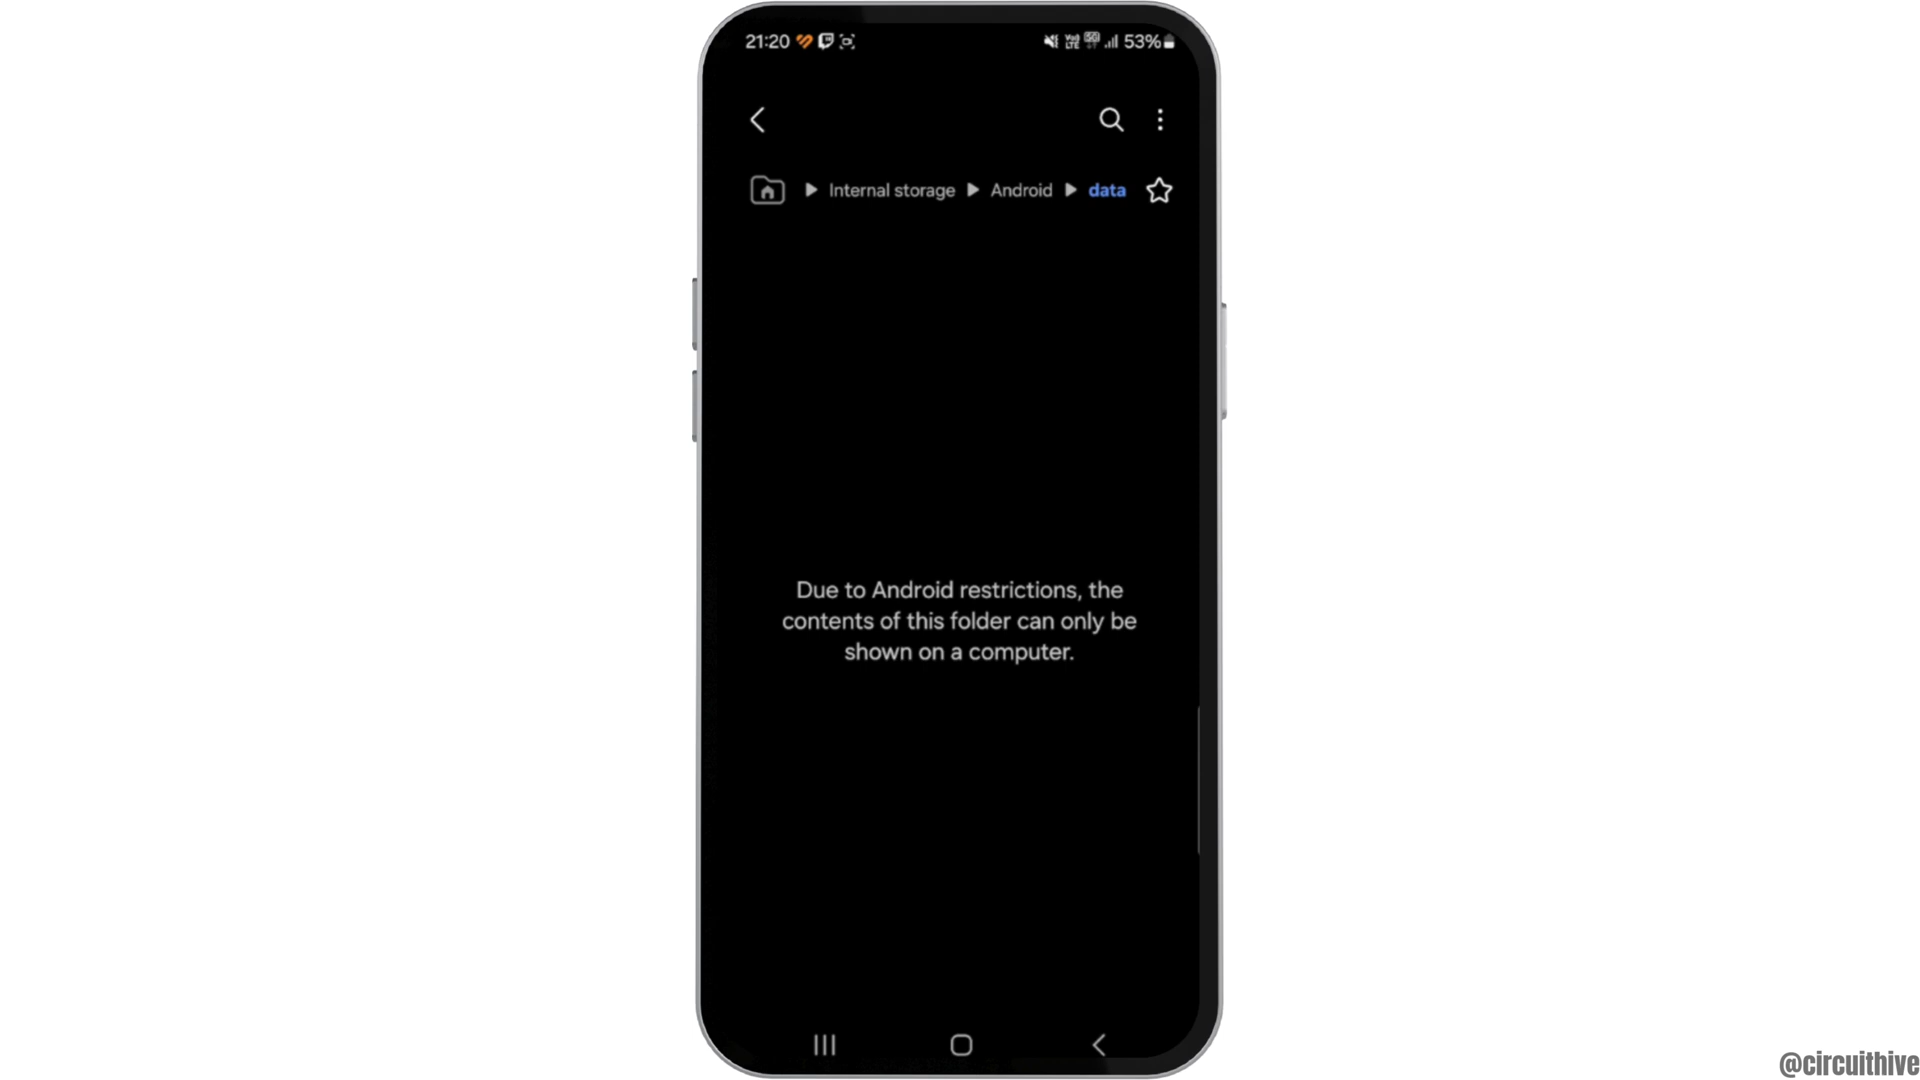 21:20 53%
Internal storage Android data
Due to Android restrictions, the
contents of this folder can only be
shown on a computer.
@circuithive